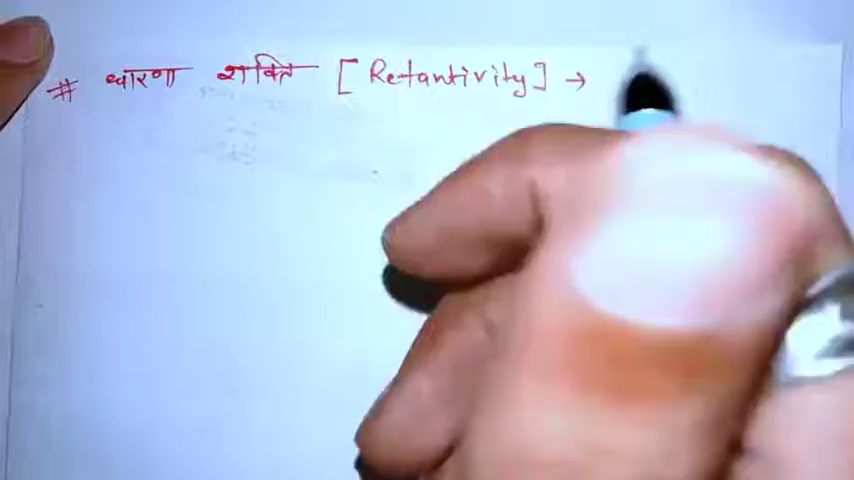 # धारणा शक्ति [Retantivity] →